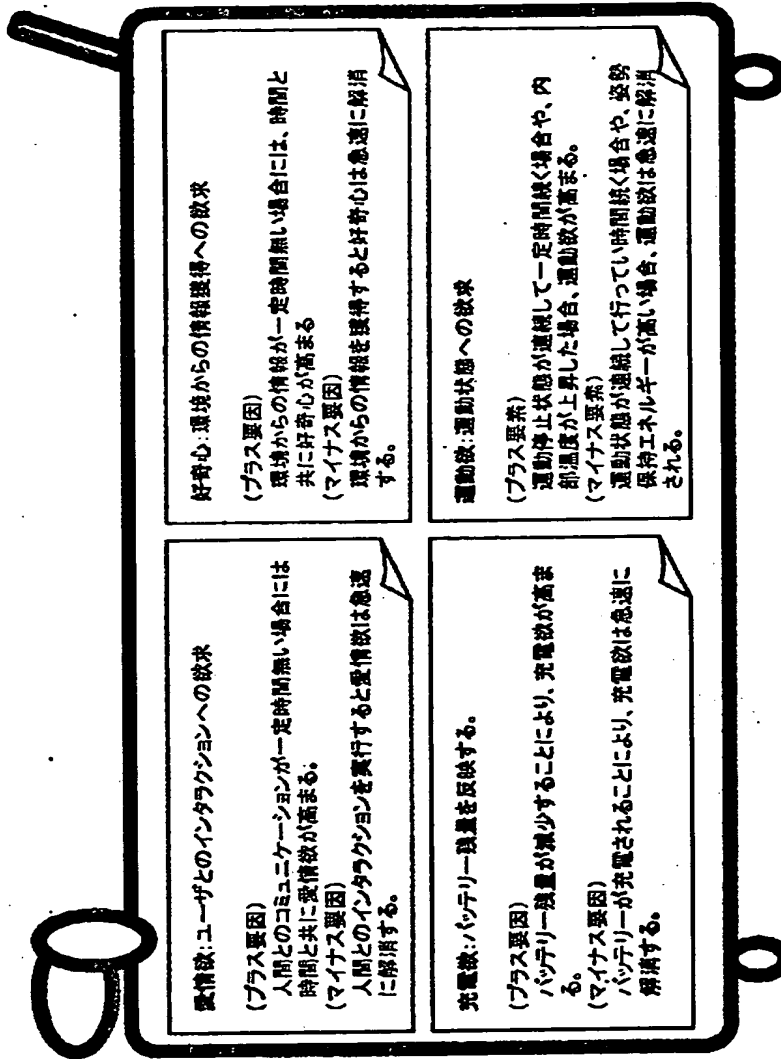 愛情欲:ユーザとのインタラクションへの欲求
(プラス要因)
人間とのコミュニケーションが一定時間無い場合には
時間と共に愛情欲が高まる。
(マイナス要因)
人間とのインタラクションを実行すると愛情欲は急速
に解消する。
好奇心:環境からの情報獲得への欲求
(プラス要因)
環境からの情報が一定時間無い場合には、時間と
共に好奇心が高まる
(マイナス要因)
環境からの情報を獲得すると好奇心は急速に解消
する。
充電欲:バッテリー残量を反映する。
(プラス要因)
バッテリー残量が減少することにより、充電欲が高ま
る。
(マイナス要因)
バッテリーが充電されることにより、充電欲は急速に
解消する。
運動欲:運動状態への欲求
(プラス要素)
運動停止状態が連続して一定時間続く場合や、内
部温度が上昇した場合、運動欲が高まる。
(マイナス要素)
運動状態が連続して行ってい時間続く場合や、姿勢
保持エネルギーが高い場合、運動欲は急速に解消
される。